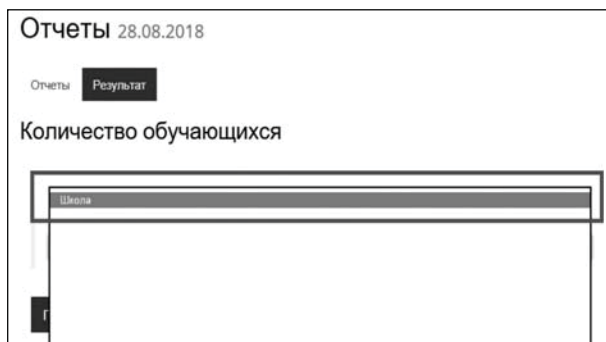 Отчеты 28.08.2018
Отчеты Результат
Количество обучающихся
Школа